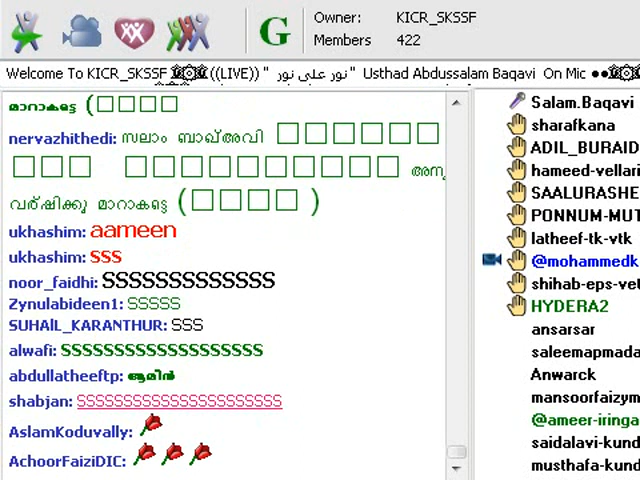 G
Owner: KICR_SKSSF
Members 422
Welcome To KICR_SKSSF ((LIVE)) " نور على نور " Usthad Abdussalam Baqavi On Mic ●●
മാറാകട്ടെ (
nervazhithedi: സലാം ബാഖ്അവി
അനു
വര്ഷിക്കു മാറാകട്ടെ ( )
ukhashim: aameen
ukhashim: sss
noor_faidhi: SSSSSSSSSSSSS
Zynulabideen1: SSSSS
SUHAIL_KARANTHUR: SSS
alwafi: SSSSSSSSSSSSSSSSSSS
abdullatheeftp: ആമിന്‍
shabjan: SSSSSSSSSSSSSSSSSSSSSS
AslamKoduvally:
AchoorFaiziDIC:
Salam.Baqavi
sharafkana
ADIL_BURAID
hameed-vellari
SAALURASHE
PONNUM-MUT
latheef-tk-vtk
@mohammedk
shihab-eps-vet
HYDERA2
ansarsar
saleemapmada
Anwarck
mansoorfaizym
@ameer-iringa
saidalavi-kund
musthafa-kund